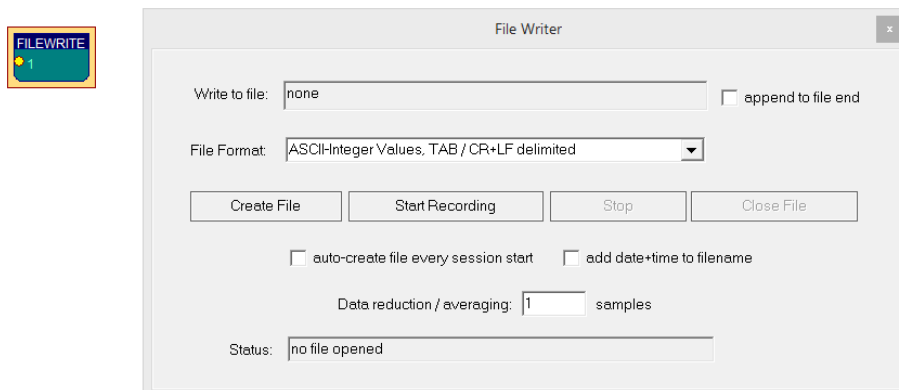 File Writer
x
FILEWRITE
1
Write to file: none
append to file end
File Format: ASCII-Integer Values, TAB / CR+LF delimited
Create File Start Recording Stop Close File
auto-create file every session start add date+time to filename
Data reduction / averaging: 1 samples
Status: no file opened